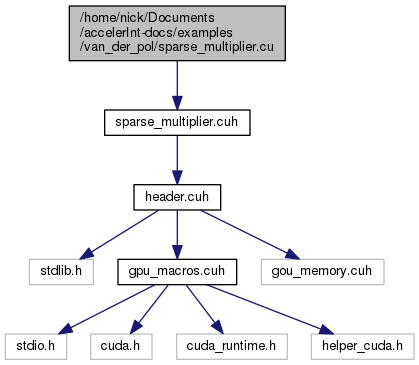 /home/nick/Documents
/accelerInt-docs/examples
/van_der_pol/sparse_multiplier.cu
sparse_multiplier.cuh
header.cuh
stdlib.h
gpu_macros.cuh
gou_memory.cuh
stdio.h
cuda.h
cuda_runtime.h
helper_cuda.h